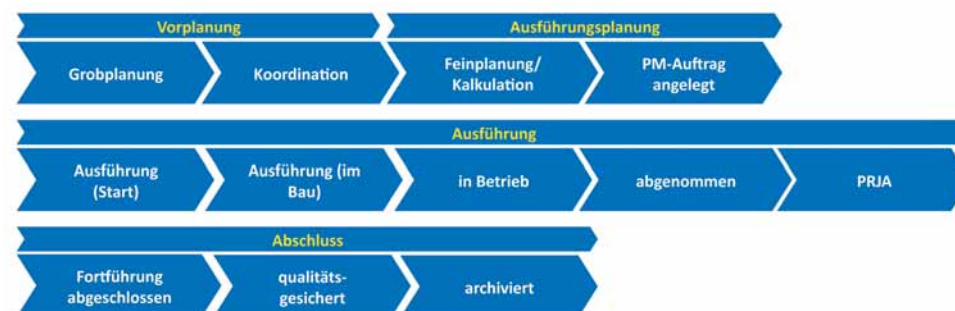 Vorplanung
Ausführungsplanung
Grobplanung
Koordination
Feinplanung/
Kalkulation
PM-Auftrag
angelegt
Ausführung
Ausführung
(Start)
Ausführung (im
Bau)
in Betrieb
abgenommen
PRJA
Abschluss
Fortführung
abgeschlossen
qualitäts-
gesichert
archiviert